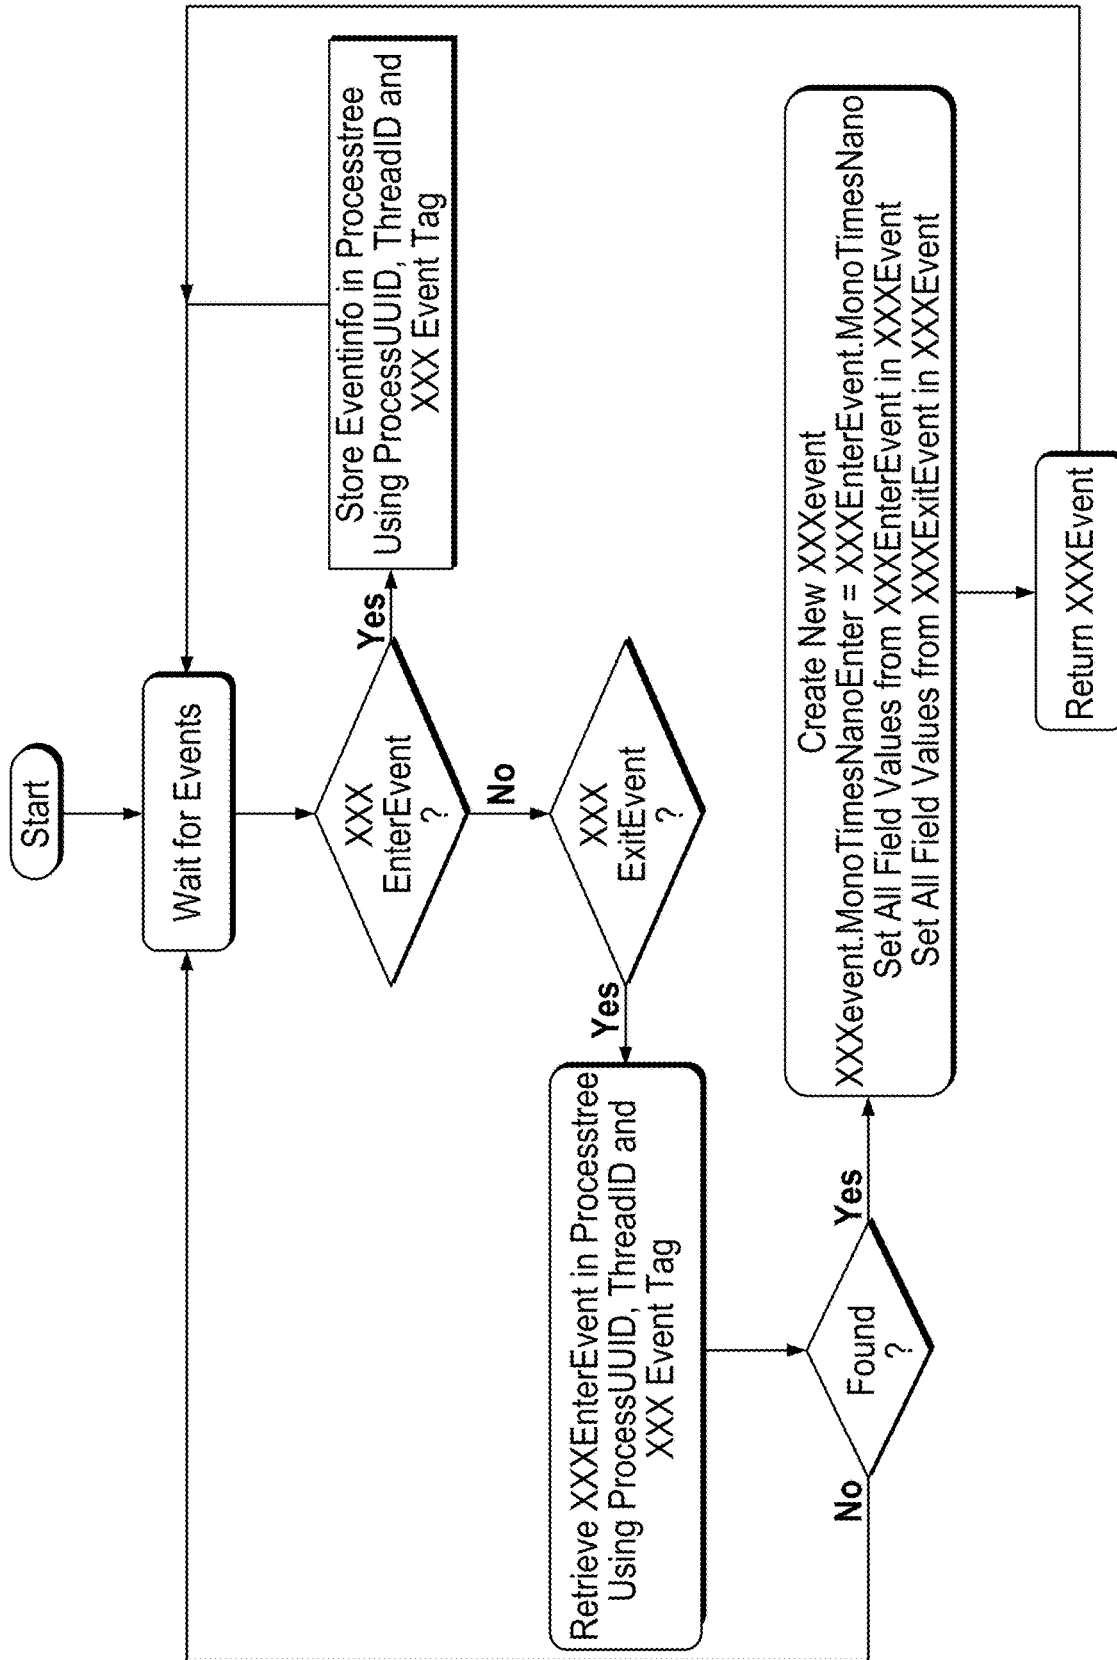 Start
Wait for Events
XXX
EnterEvent
?
Yes
Store Eventinfo in Processtree
Using ProcessUUID, ThreadID and
XXX Event Tag
No
XXX
ExitEvent
?
Yes
Retrieve XXXEnterEvent in Processtree
Using ProcessUUID, ThreadID and
XXX Event Tag
Found
?
No
Yes
Create New XXXevent
XXXevent.MonoTimesNanoEnter = XXXEnterEvent.MonoTimesNano
Set All Field Values from XXXEnterEvent in XXXEvent
Set All Field Values from XXXExitEvent in XXXEvent
Return XXXEvent